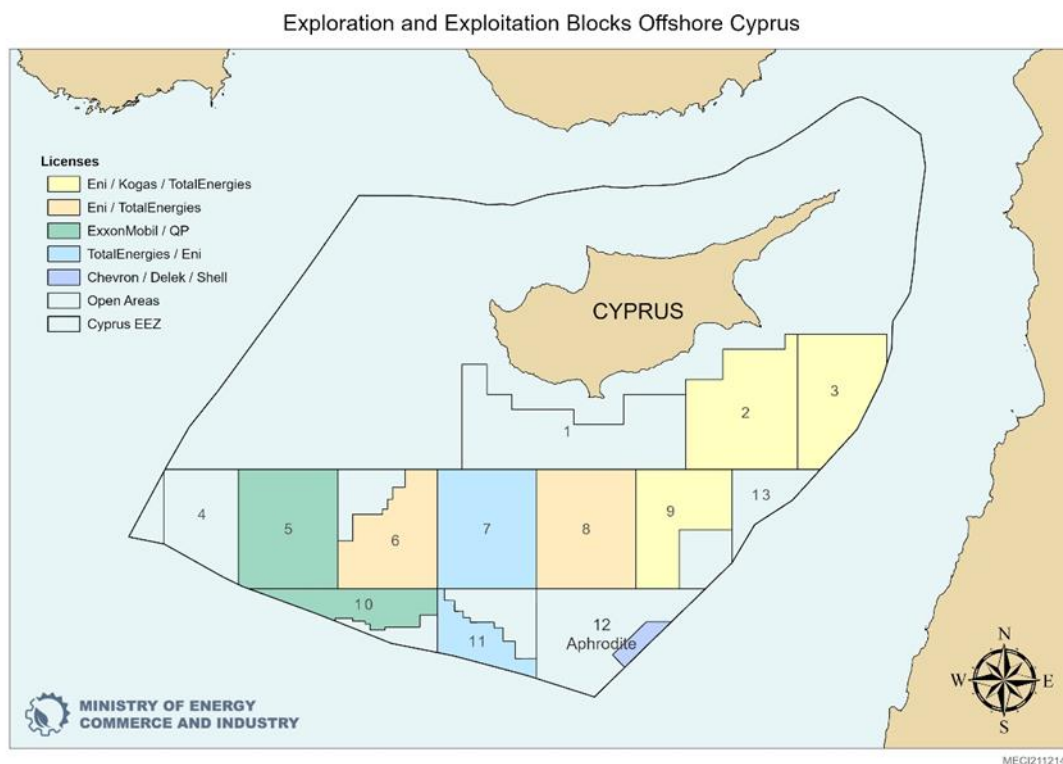 Exploration and Exploitation Blocks Offshore Cyprus
Licenses
Eni / Kogas / TotalEnergies
Eni / TotalEnergies
ExxonMobil / QP
TotalEnergies / Eni
Chevron / Delek / Shell
Open Areas
Cyprus EEZ
CYPRUS
3
2
1
13
4
5
6
7
8
9
10
11
12
Aphrodite
N
W
E
S
MINISTRY OF ENERGY
COMMERCE AND INDUSTRY